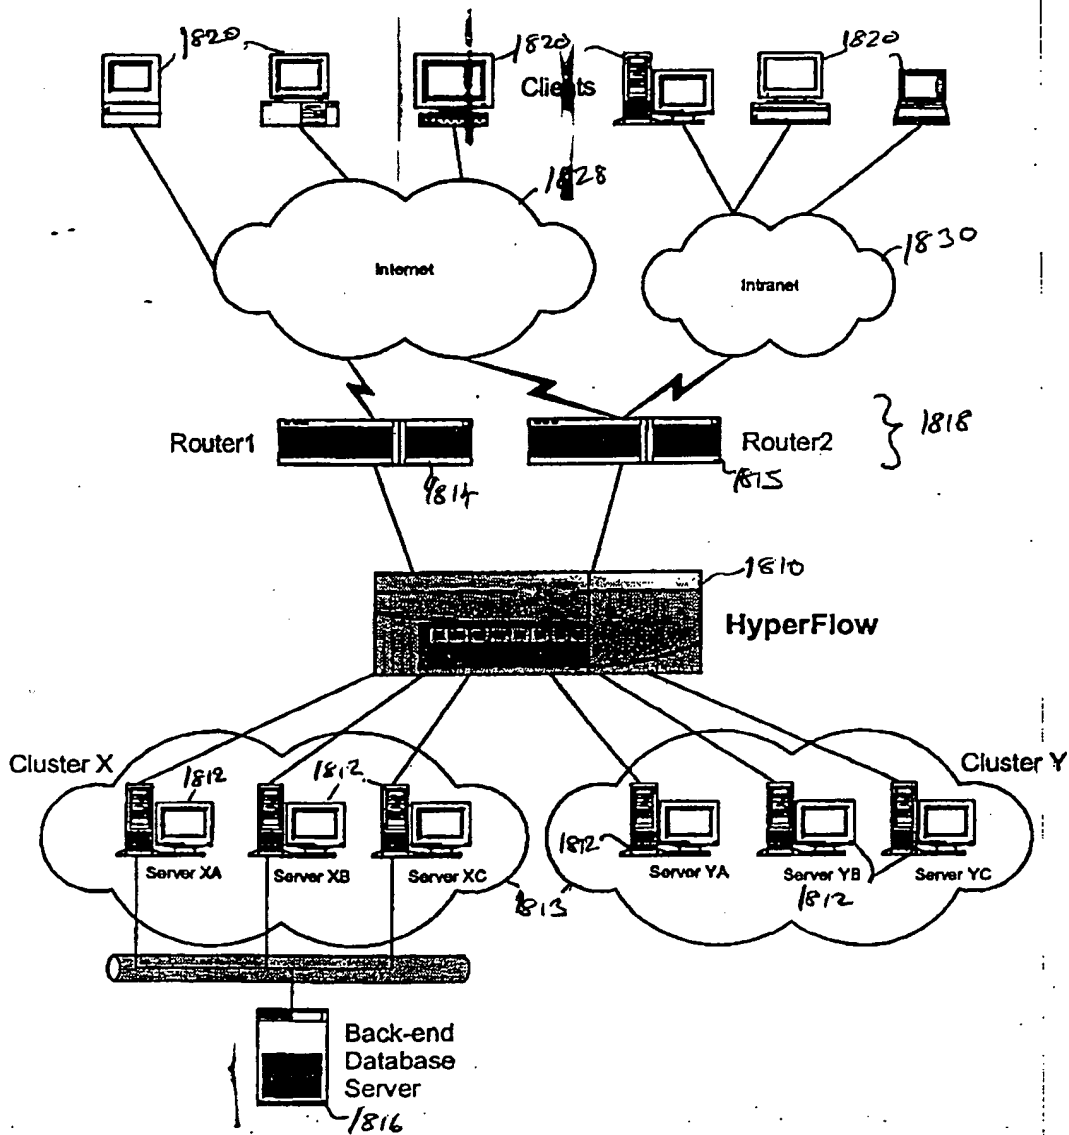 1820 1820 1820
Clients
1828
1830
Internet
Intranet
Router1
Router2
1818
1814
1815
1810
HyperFlow
Cluster X
Cluster Y
1812
1812
1812
Server XA
Server XB
Server XC
Server YA
Server YB
Server YC
1813
1812
Back-end
Database
Server
1816